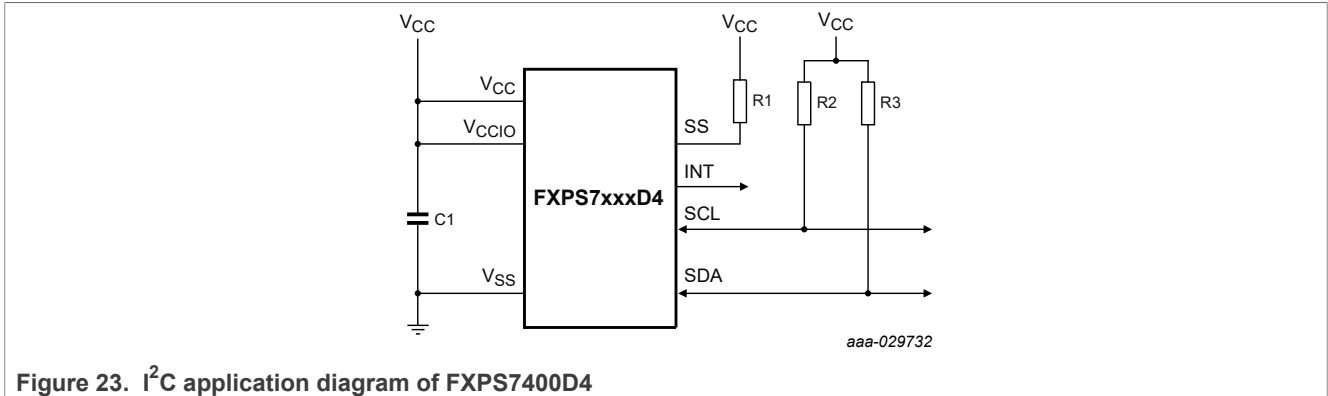 VCC
VCC
VCC
VCC
R1
R2
R3
VCCIO
SS
INT
FXPS7xxxD4
SCL
C1
VSS
SDA
aaa-029732
Figure 23. I2C application diagram of FXPS7400D4